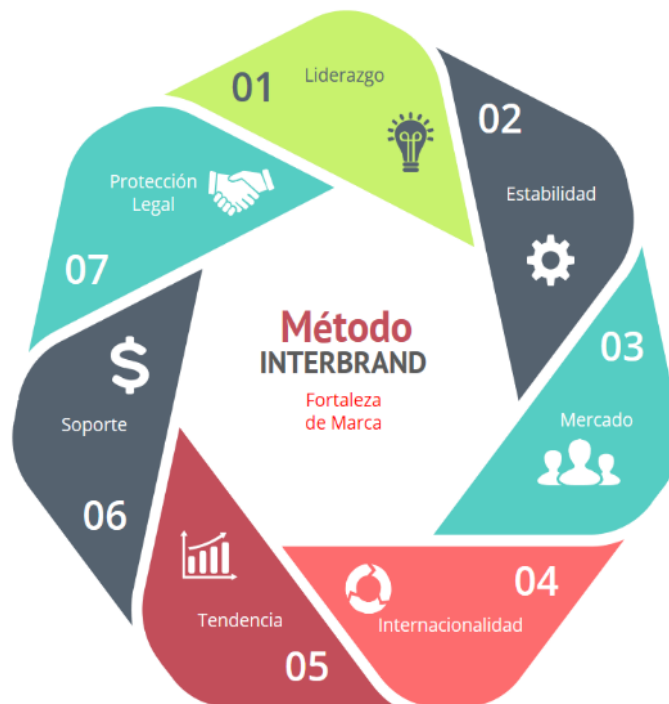 Método
INTERBRAND
Fortaleza
de Marca
01
Liderazgo
02
Estabilidad
03
Mercado
04
Internacionalidad
Tendencia
05
$
Soporte
06
Protección
Legal
07